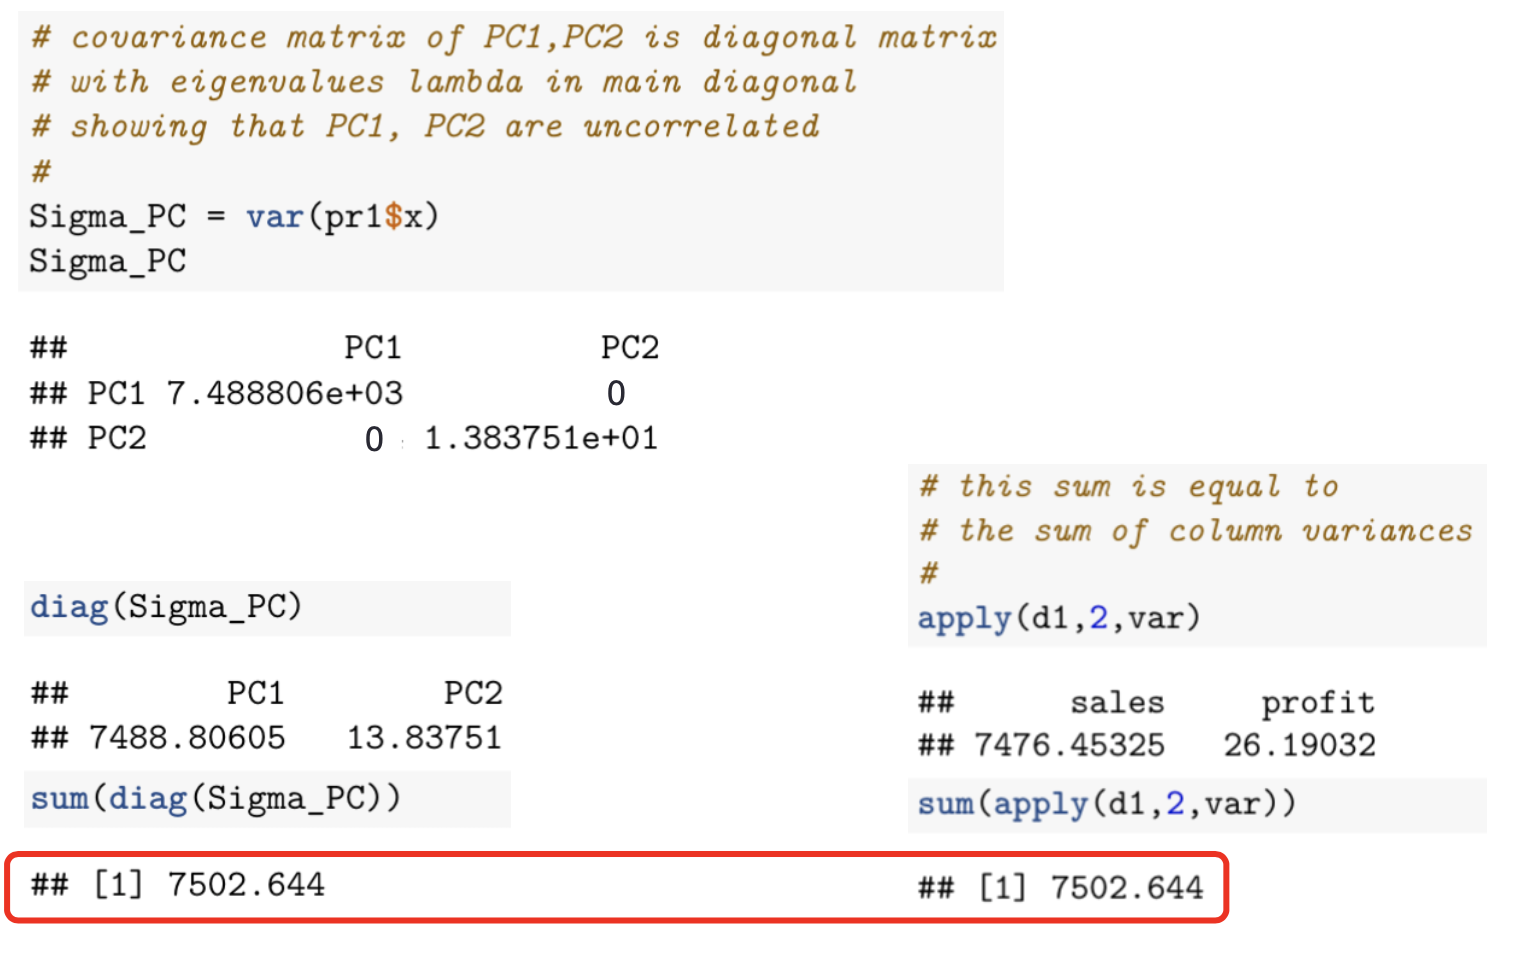 # covariance matrix of PC1,PC2 is diagonal matrix
# with eigenvalues lambda in main diagonal
# showing that PC1, PC2 are uncorrelated
#
Sigma_PC = var(pr1$x)
Sigma_PC
## PC1 PC2
## PC1 7.488806e+03 0
## PC2 0 1.383751e+01
diag(Sigma_PC)
## PC1 PC2
## 7488.80605 13.83751
sum(diag(Sigma_PC))
## [1] 7502.644
# this sum is equal to
# the sum of column variances
#
apply(d1,2,var)
## sales profit
## 7476.45325 26.19032
sum(apply(d1,2,var))
## [1] 7502.644